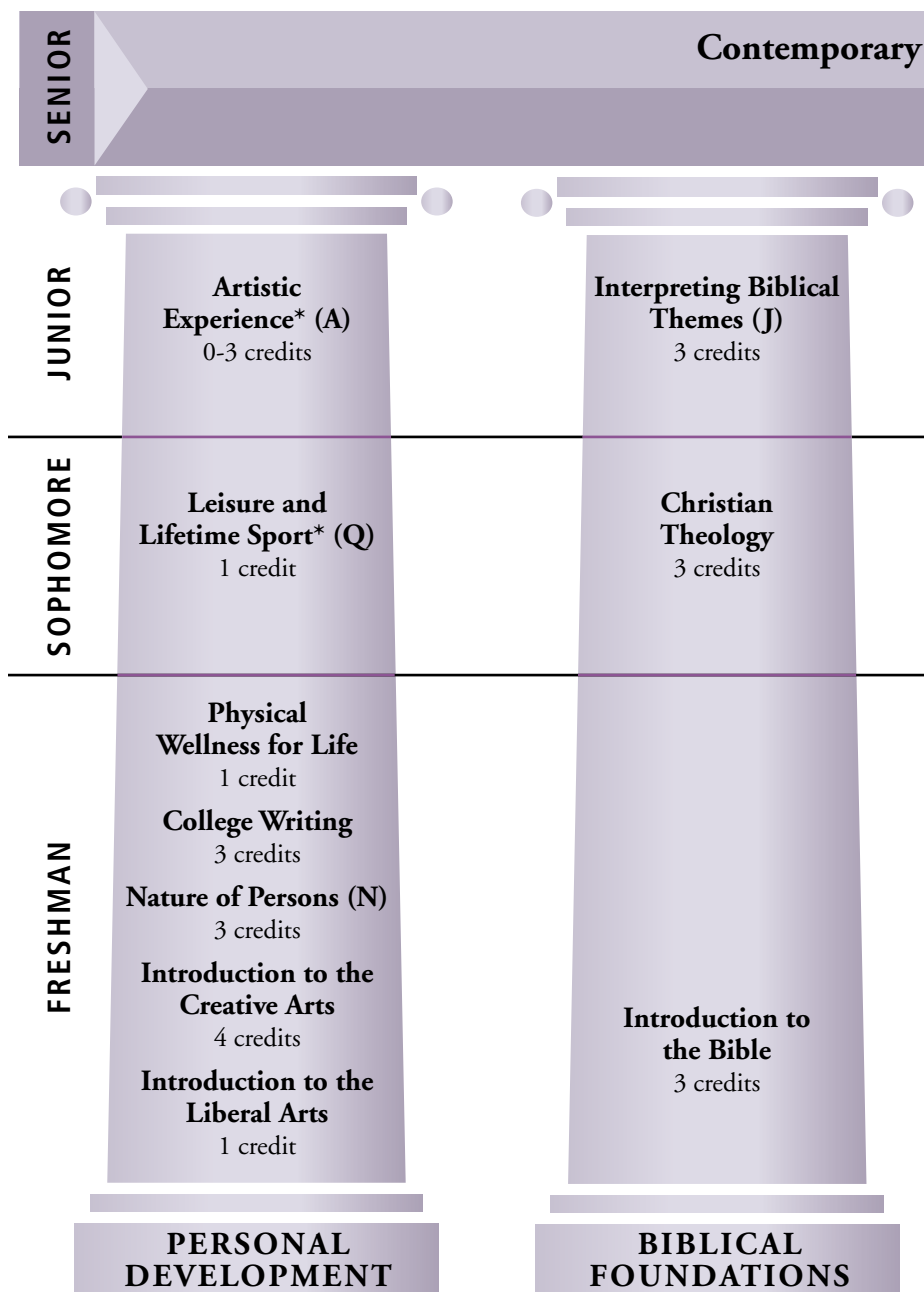 SENIOR
Contemporary
JUNIOR
Artistic
Experience* (A)
0-3 credits
Interpreting Biblical
Themes (J)
3 credits
SOPHOMORE
Leisure and
Lifetime Sport* (Q)
1 credit
Christian
Theology
3 credits
FRESHMAN
Physical
Wellness for Life
1 credit
College Writing
3 credits
Nature of Persons (N)
3 credits
Introduction to the
Creative Arts
4 credits
Introduction to the
Liberal Arts
1 credit
Introduction to
the Bible
3 credits
PERSONAL
DEVELOPMENT
BIBLICAL
FOUNDATIONS